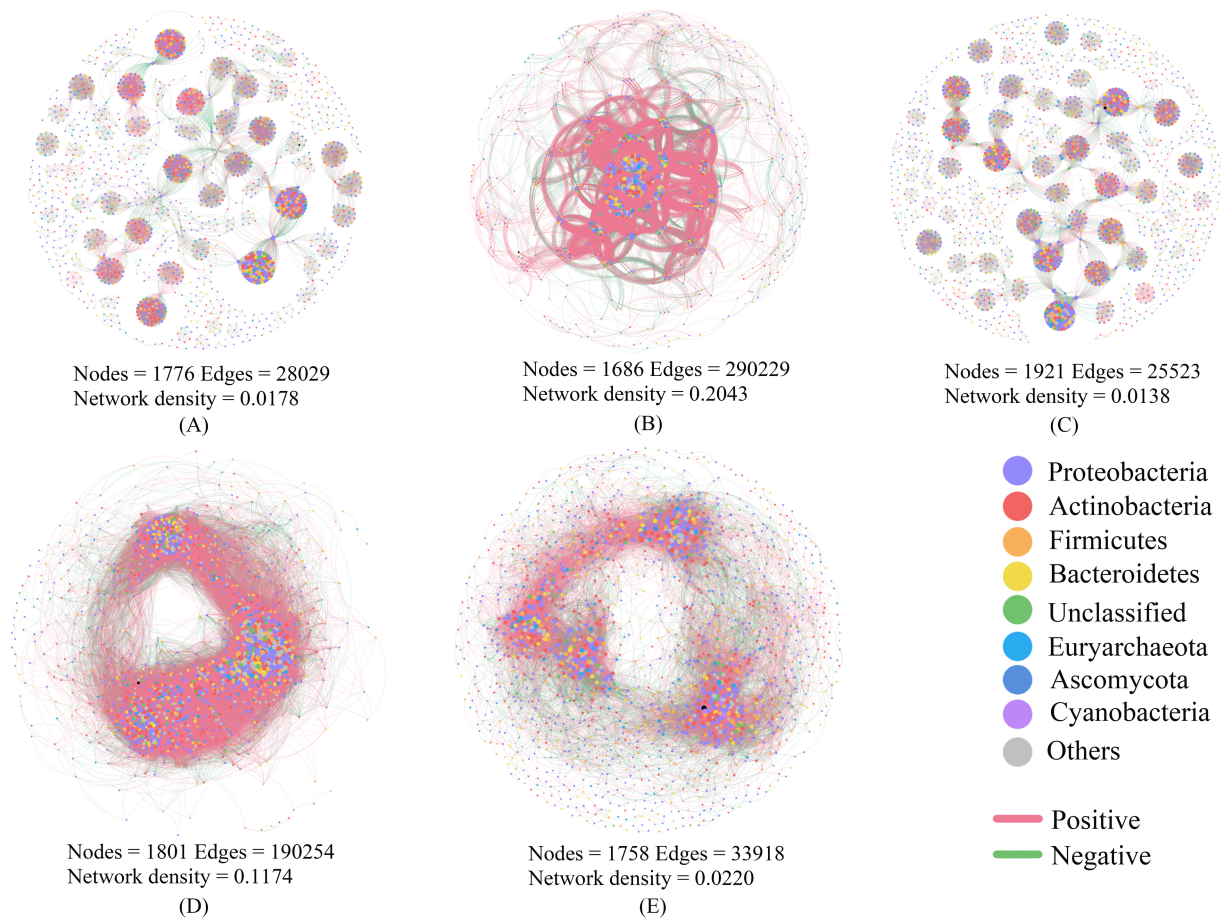 Nodes = 1776 Edges = 28029
Network density = 0.0178
(A)
Nodes = 1686 Edges = 290229
Network density = 0.2043
(B)
Nodes = 1921 Edges = 25523
Network density = 0.0138
(C)
Proteobacteria
Actinobacteria
Firmicutes
Bacteroidetes
Unclassified
Euryarchaeota
Ascomycota
Cyanobacteria
Others
Positive
Negative
Nodes = 1801 Edges = 190254
Network density = 0.1174
(D)
Nodes = 1758 Edges = 33918
Network density = 0.0220
(E)